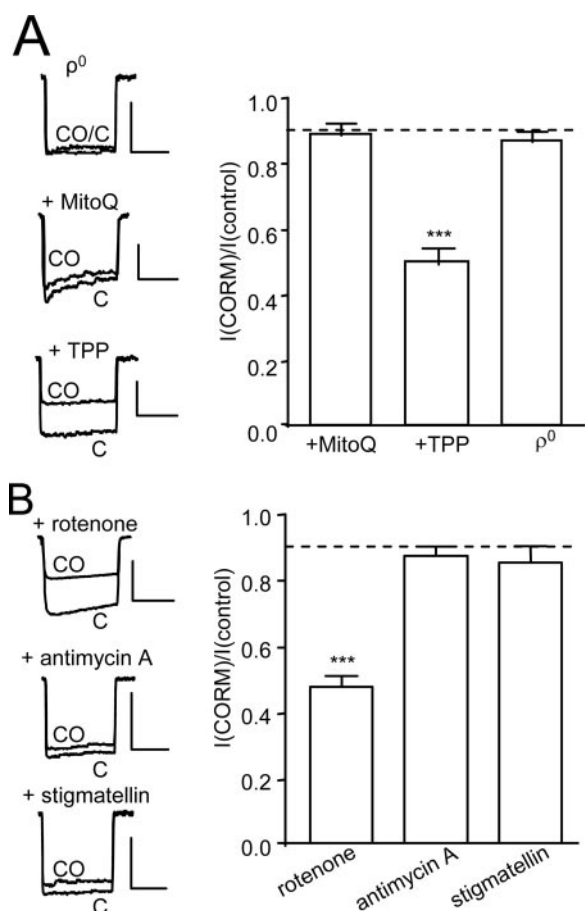 A
ρ⁰
CO/C
+ MitoQ
CO
C
+ TPP
CO
C
I(CORM)/I(control)
1.0
0.8
0.6
0.4
0.2
0.0
***
+MitoQ
+TPP
ρ⁰
B
+ rotenone
CO
C
+ antimycin A
CO
C
+ stigmatellin
CO
C
I(CORM)/I(control)
1.0
0.8
0.6
0.4
0.2
0.0
***
rotenone
antimycin A
stigmatellin